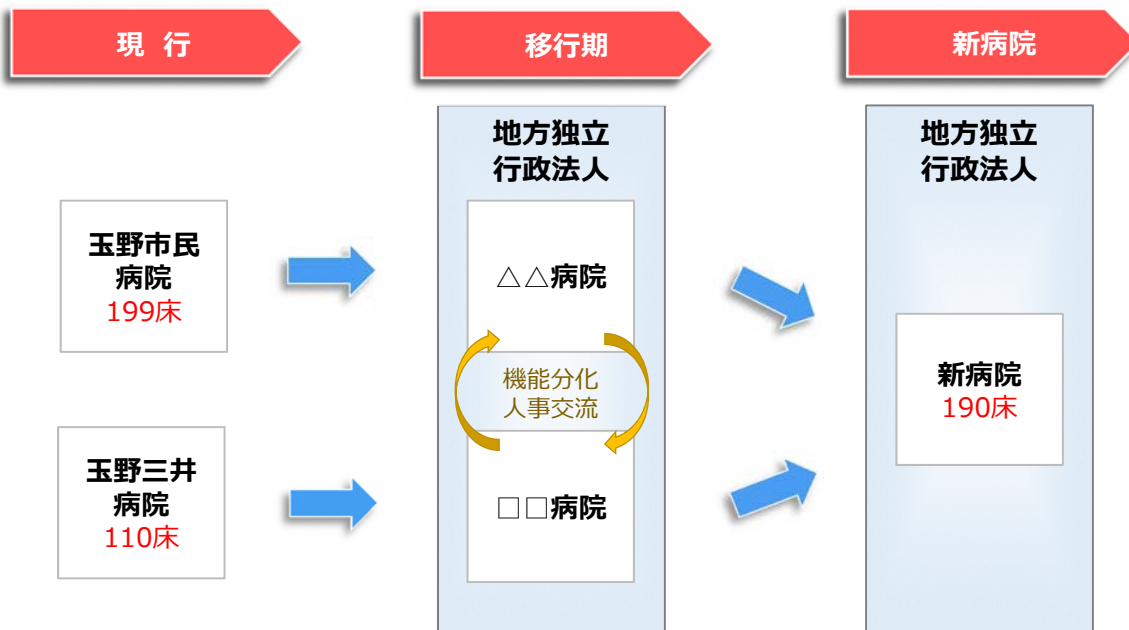 現 行
移行期
新病院
玉野市民
病院
199床
玉野三井
病院
110床
地方独立
行政法人
△△病院
機能分化
人事交流
□□病院
地方独立
行政法人
新病院
190床